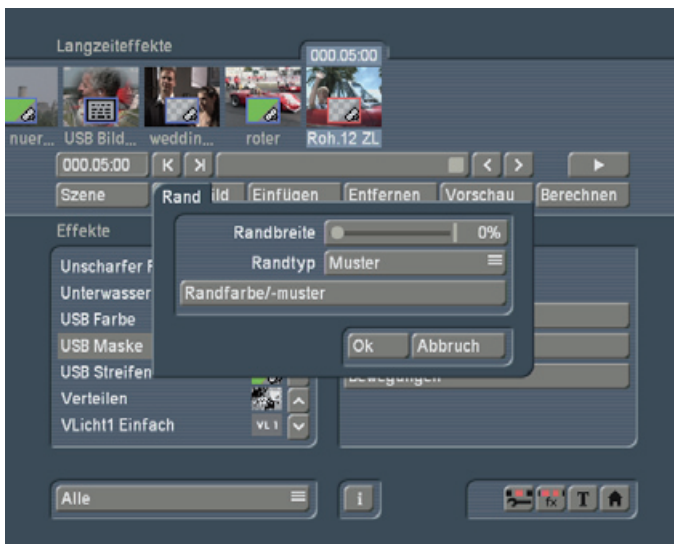 Langzeiteffekte
000.05:00
nuer... USB Bild... weddin... roter Roh.12 ZL
000.05:00
Szene Rand ild Einfügen Entfernen Vorschau Berechnen
Effekte
Randbreite 0%
Randtyp Muster
Randfarbe/-muster
Ok Abbruch
Unscharfer F
Unterwasser
USB Farbe
USB Maske
USB Streifen
Bewegungen
Verteilen
VLicht1 Einfach VL 1
Alle i fx T